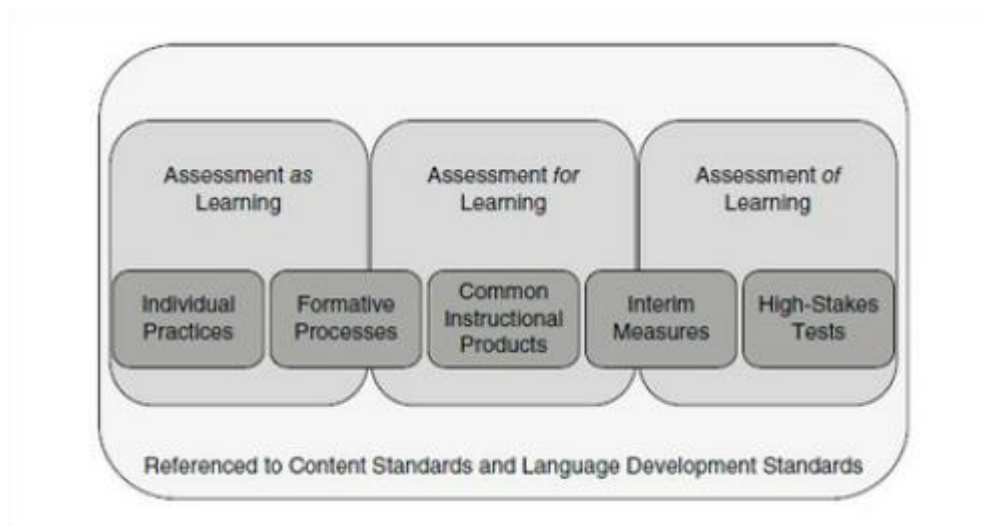 Assessment as
Learning
Assessment for
Learning
Assessment of
Learning
Individual
Practices
Formative
Processes
Common
Instructional
Products
Interim
Measures
High-Stakes
Tests
Referenced to Content Standards and Language Development Standards